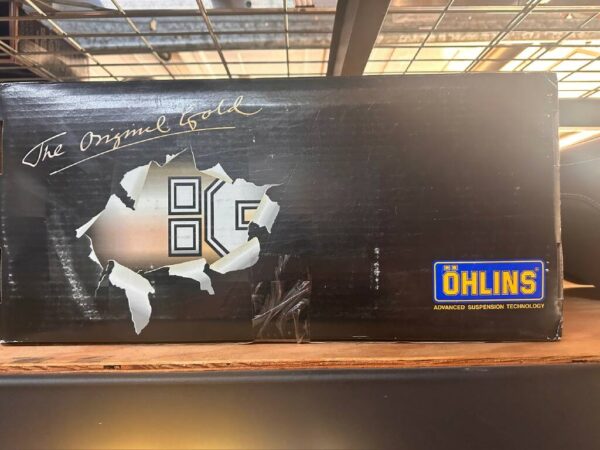 The Original Gold
ÖHLINS
ADVANCED SUSPENSION TECHNOLOGY